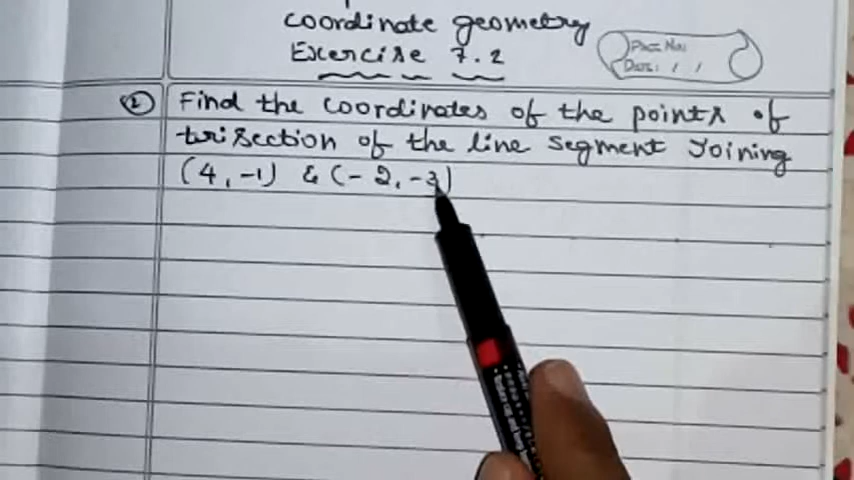 coordinate geometry
Exercise 7.2
Page No:
Date: / /
2 Find the coordinates of the points of
trisection of the line segment joining
(4, -1) & (-2, -3)